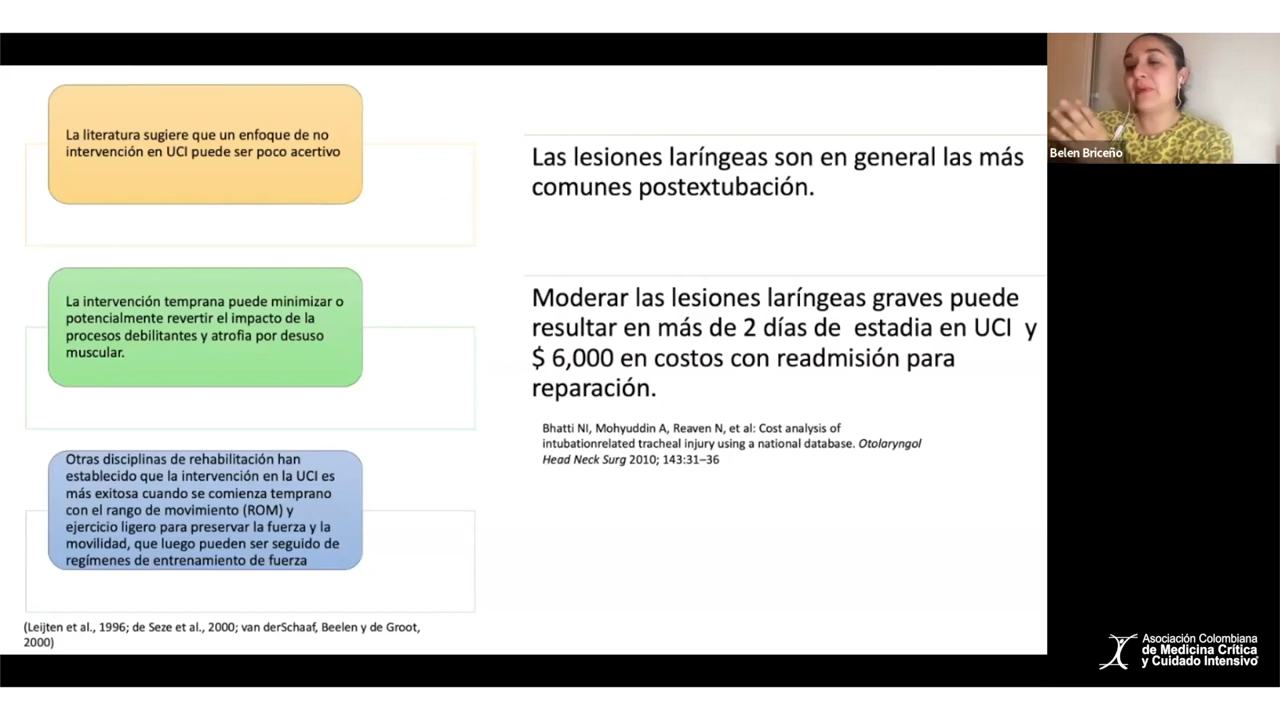 La literatura sugiere que un enfoque de no
intervención en UCI puede ser poco acertivo
La intervención temprana puede minimizar o
potencialmente revertir el impacto de la
procesos debilitantes y atrofia por desuso
muscular.
Otras disciplinas de rehabilitación han
establecido que la intervención en la UCI es
más exitosa cuando se comienza temprano
con el rango de movimiento (ROM) y
ejercicio ligero para preservar la fuerza y la
movilidad, que luego pueden ser seguido de
regímenes de entrenamiento de fuerza
(Leijten et al., 1996; de Seze et al., 2000; van derSchaaf, Beelen y de Groot,
2000)
Las lesiones laríngeas son en general las más
comunes postextubación.
Moderar las lesiones laríngeas graves puede
resultar en más de 2 días de estadia en UCI y
$ 6,000 en costos con readmisión para
reparación.
Bhatti NI, Mohyuddin A, Reaven N, et al: Cost analysis of
intubationrelated tracheal injury using a national database. Otolaryngol
Head Neck Surg 2010; 143:31–36
Belen Briceño
Asociación Colombiana
de Medicina Crítica
y Cuidado Intensivo